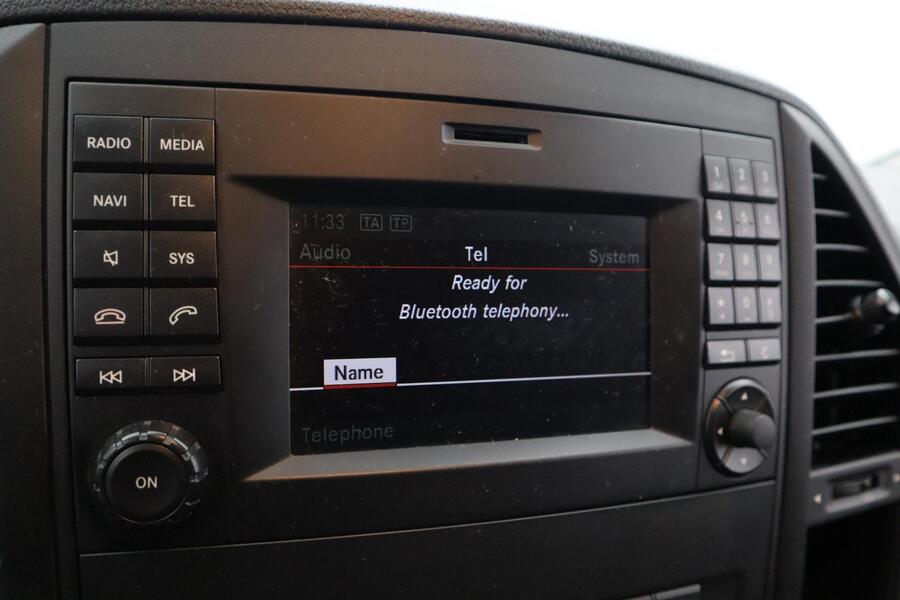 RADIO MEDIA
NAVI TEL
SYS
ON
11:33 TA TP
Audio Tel System
Ready for
Bluetooth telephony...
Name
Telephone
1 2 3
4 5 6
7 8 9
* 0 #
C